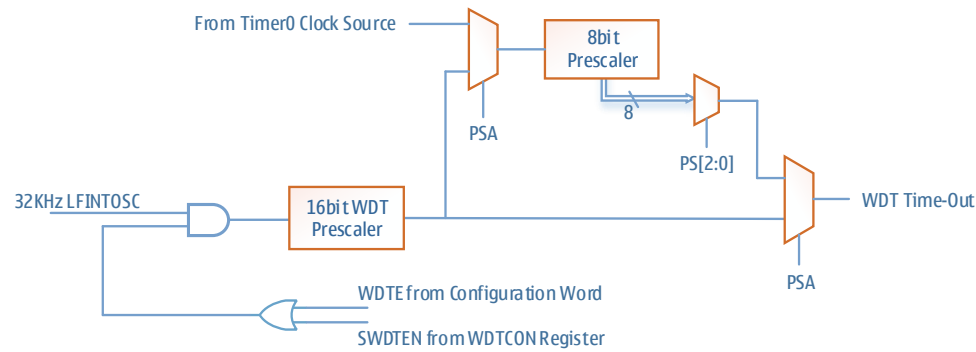 From Timer0 Clock Source
8bit
Prescaler
8
PSA
PS[2:0]
32KHz LFINTOSC
16bit WDT
Prescaler
WDT Time-Out
PSA
WDTE from Configuration Word
SWDTEN from WDTCON Register